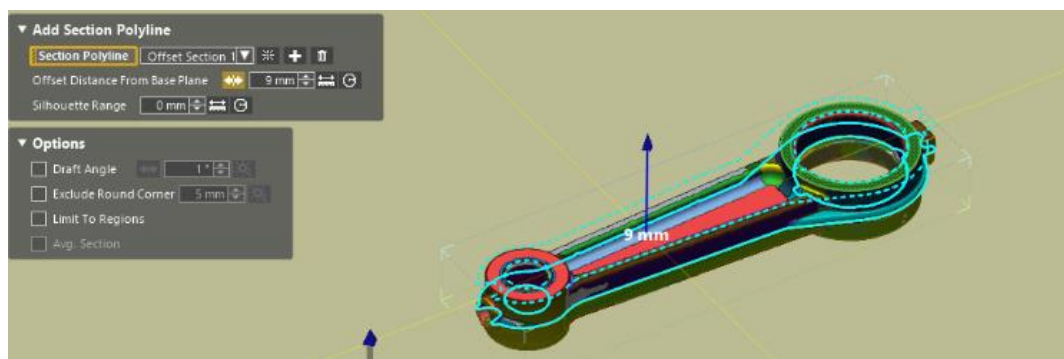 Add Section Polyline
Section Polyline Offset Section 1
Offset Distance From Base Plane 9 mm
Silhouette Range 0 mm
Options
Draft Angle 1 °
Exclude Round Corner 5 mm
Limit To Regions
Avg. Section
9 mm